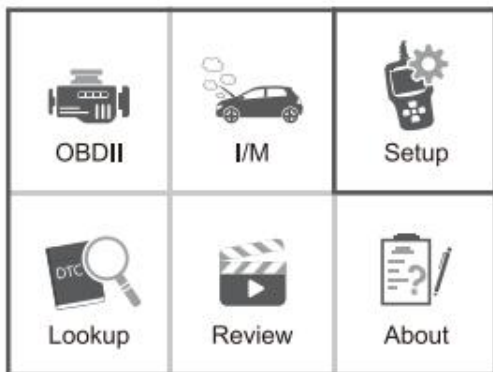 OBDII
I/M
Setup
DTC
Lookup
Review
?
About